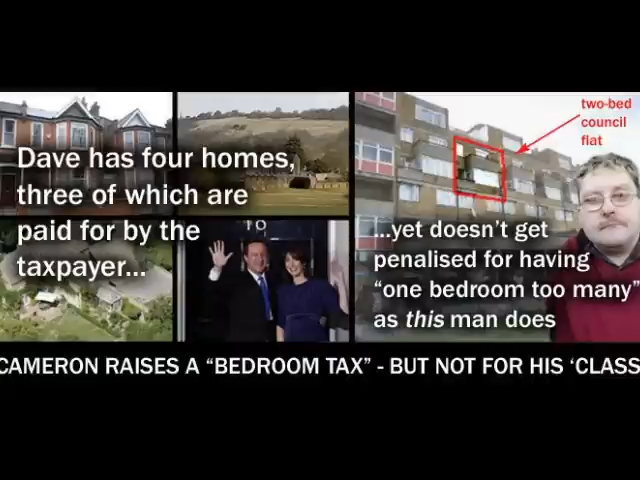 Dave has four homes,
three of which are
paid for by the
taxpayer...
TO
two-bed
council
flat
...yet doesn't get
penalised for having
“one bedroom too many”
as this man does
CAMERON RAISES A “BEDROOM TAX” - BUT NOT FOR HIS ‘CLASS